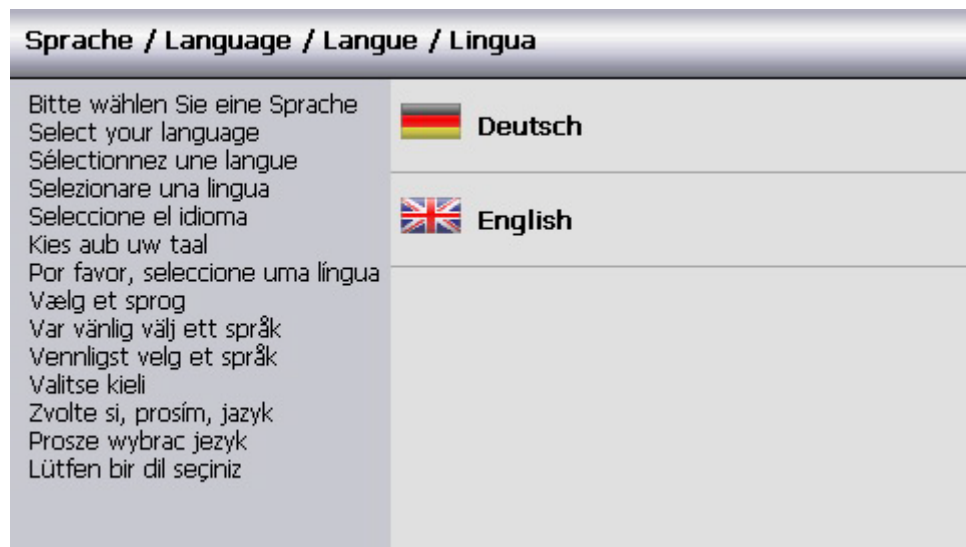 Sprache / Language / Langue / Lingua
Bitte wählen Sie eine Sprache
Select your language
Sélectionnez une langue
Selezionare una lingua
Seleccione el idioma
Kies aub uw taal
Por favor, seleccione uma língua
Vælg et sprog
Var vänlig välj ett språk
Vennligst velg et språk
Valitse kieli
Zvolte si, prosím, jazyk
Prosze wybrac jezyk
Lütfen bir dil seçiniz
Deutsch
English